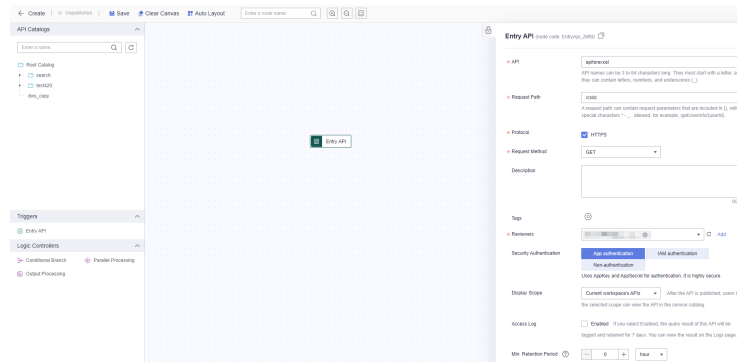 ← Create | Unpublished | Save Clear Canvas Auto Layout Enter a node name.
API Catalogs
Enter a name.
Root Catalog
search
test423
dws_copy
Entry API
Triggers
Entry API
Logic Controllers
Conditional Branch Parallel Processing
Output Processing
Entry API (node code:
* API
apiforexcel
API names can be 3 to 64 characters long. They must start with a letter, a
they can contain letters, numbers, and underscores (_).
* Request Path
A request path can contain request parameters that are included in {}, wit
special characters allowed, for example, /getUserInfo/{userId}.
* Protocol
HTTPS
* Request Method
GET
Description
Tags
* Reviewers
Add
Security Authentication
App authentication IAM authentication
Non-authentication
Uses AppKey and AppSecret for authentication. It is highly secure.
Display Scope
Current workspace's APIs After the API is published, users
the selected scope can view the API in the service catalog.
Access Log
Enabled If you select Enabled, the query result of this API will be
logged and retained for 7 days. You can view the result on the Logs page.
Min. Retention Period
− 0 + hour